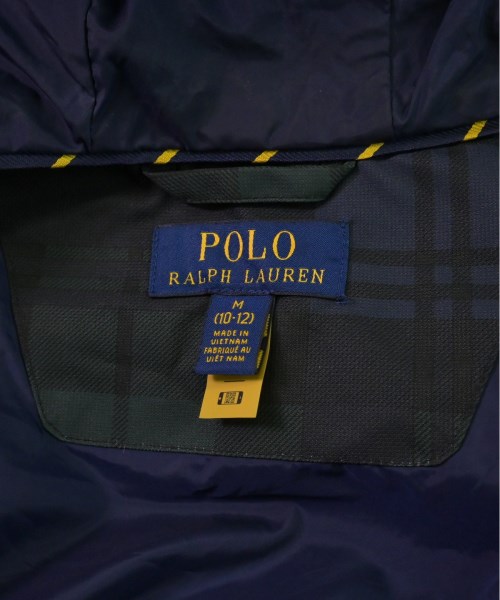 POLO
RALPH LAUREN
M
(10-12)
MADE IN
VIETNAM
FABRIQUÉ AU
VIÊT NAM